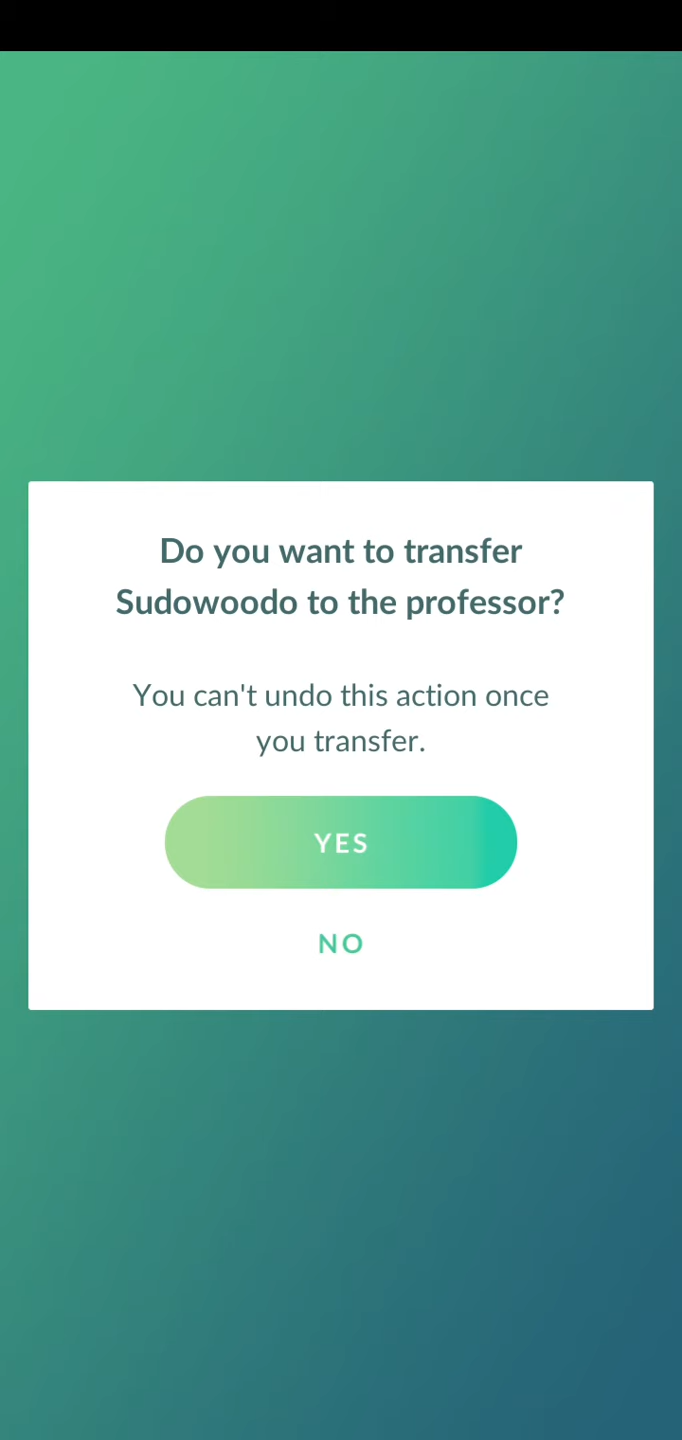 Do you want to transfer
Sudowoodo to the professor?
You can't undo this action once
you transfer.
YES
NO